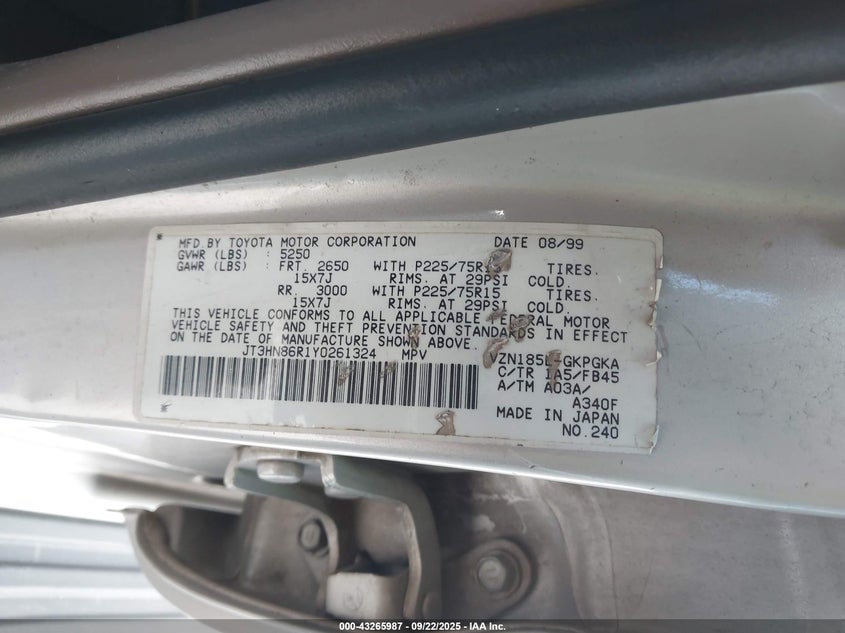 MFD. BY TOYOTA MOTOR CORPORATION DATE 08/99
GVWR (LBS) : 5250
GAWR (LBS) : FRT. 2650 WITH P225/75R15 TIRES.
15X7J RIMS. AT 29PSI COLD.
RR. 3000 WITH P225/75R15 TIRES.
15X7J RIMS. AT 29PSI COLD.
THIS VEHICLE CONFORMS TO ALL APPLICABLE FEDERAL MOTOR
VEHICLE SAFETY AND THEFT PREVENTION STANDARDS IN EFFECT
ON THE DATE OF MANUFACTURE SHOWN ABOVE.
JT3HN86R1Y0261324 MPV
VZN185L-GKPGKA
C/TR 1A5/FB45
A/TM A03A/
A340F
MADE IN JAPAN
NO.240
000-43265987 - 09/22/2025 - IAA Inc.